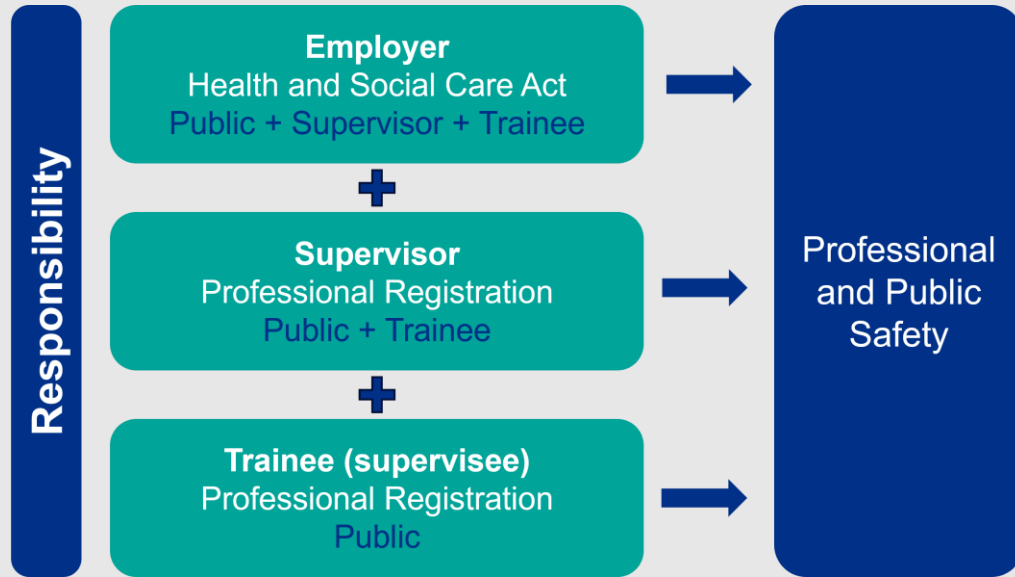 Responsibility
Employer
Health and Social Care Act
Public + Supervisor + Trainee
Supervisor
Professional Registration
Public + Trainee
Trainee (supervisee)
Professional Registration
Public
Professional
and Public
Safety